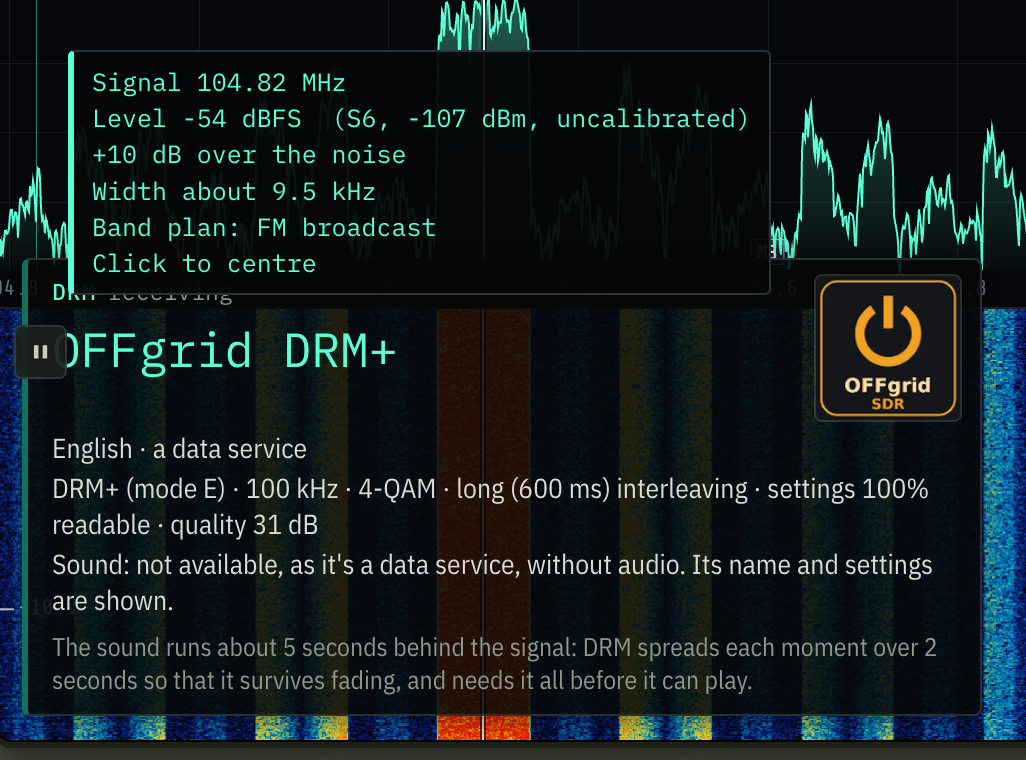 Signal 104.82 MHz
Level -54 dBFS (S6, -107 dBm, uncalibrated)
+10 dB over the noise
Width about 9.5 kHz
Band plan: FM broadcast
Click to centre
DRM receiving
OFFgrid DRM+
OFFgrid
SDR
English · a data service
DRM+ (mode E) · 100 kHz · 4-QAM · long (600 ms) interleaving · settings 100%
readable · quality 31 dB
Sound: not available, as it's a data service, without audio. Its name and settings
are shown.
The sound runs about 5 seconds behind the signal: DRM spreads each moment over 2
seconds so that it survives fading, and needs it all before it can play.